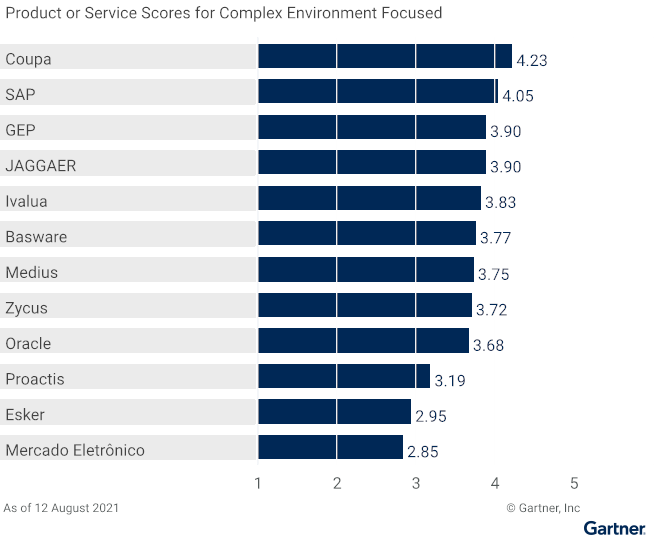 Product or Service Scores for Complex Environment Focused
Coupa 4.23
SAP 4.05
GEP 3.90
JAGGAER 3.90
Ivalua 3.83
Basware 3.77
Medius 3.75
Zycus 3.72
Oracle 3.68
Proactis 3.19
Esker 2.95
Mercado Eletrônico 2.85
1 2 3 4 5
As of 12 August 2021 © Gartner, Inc
Gartner